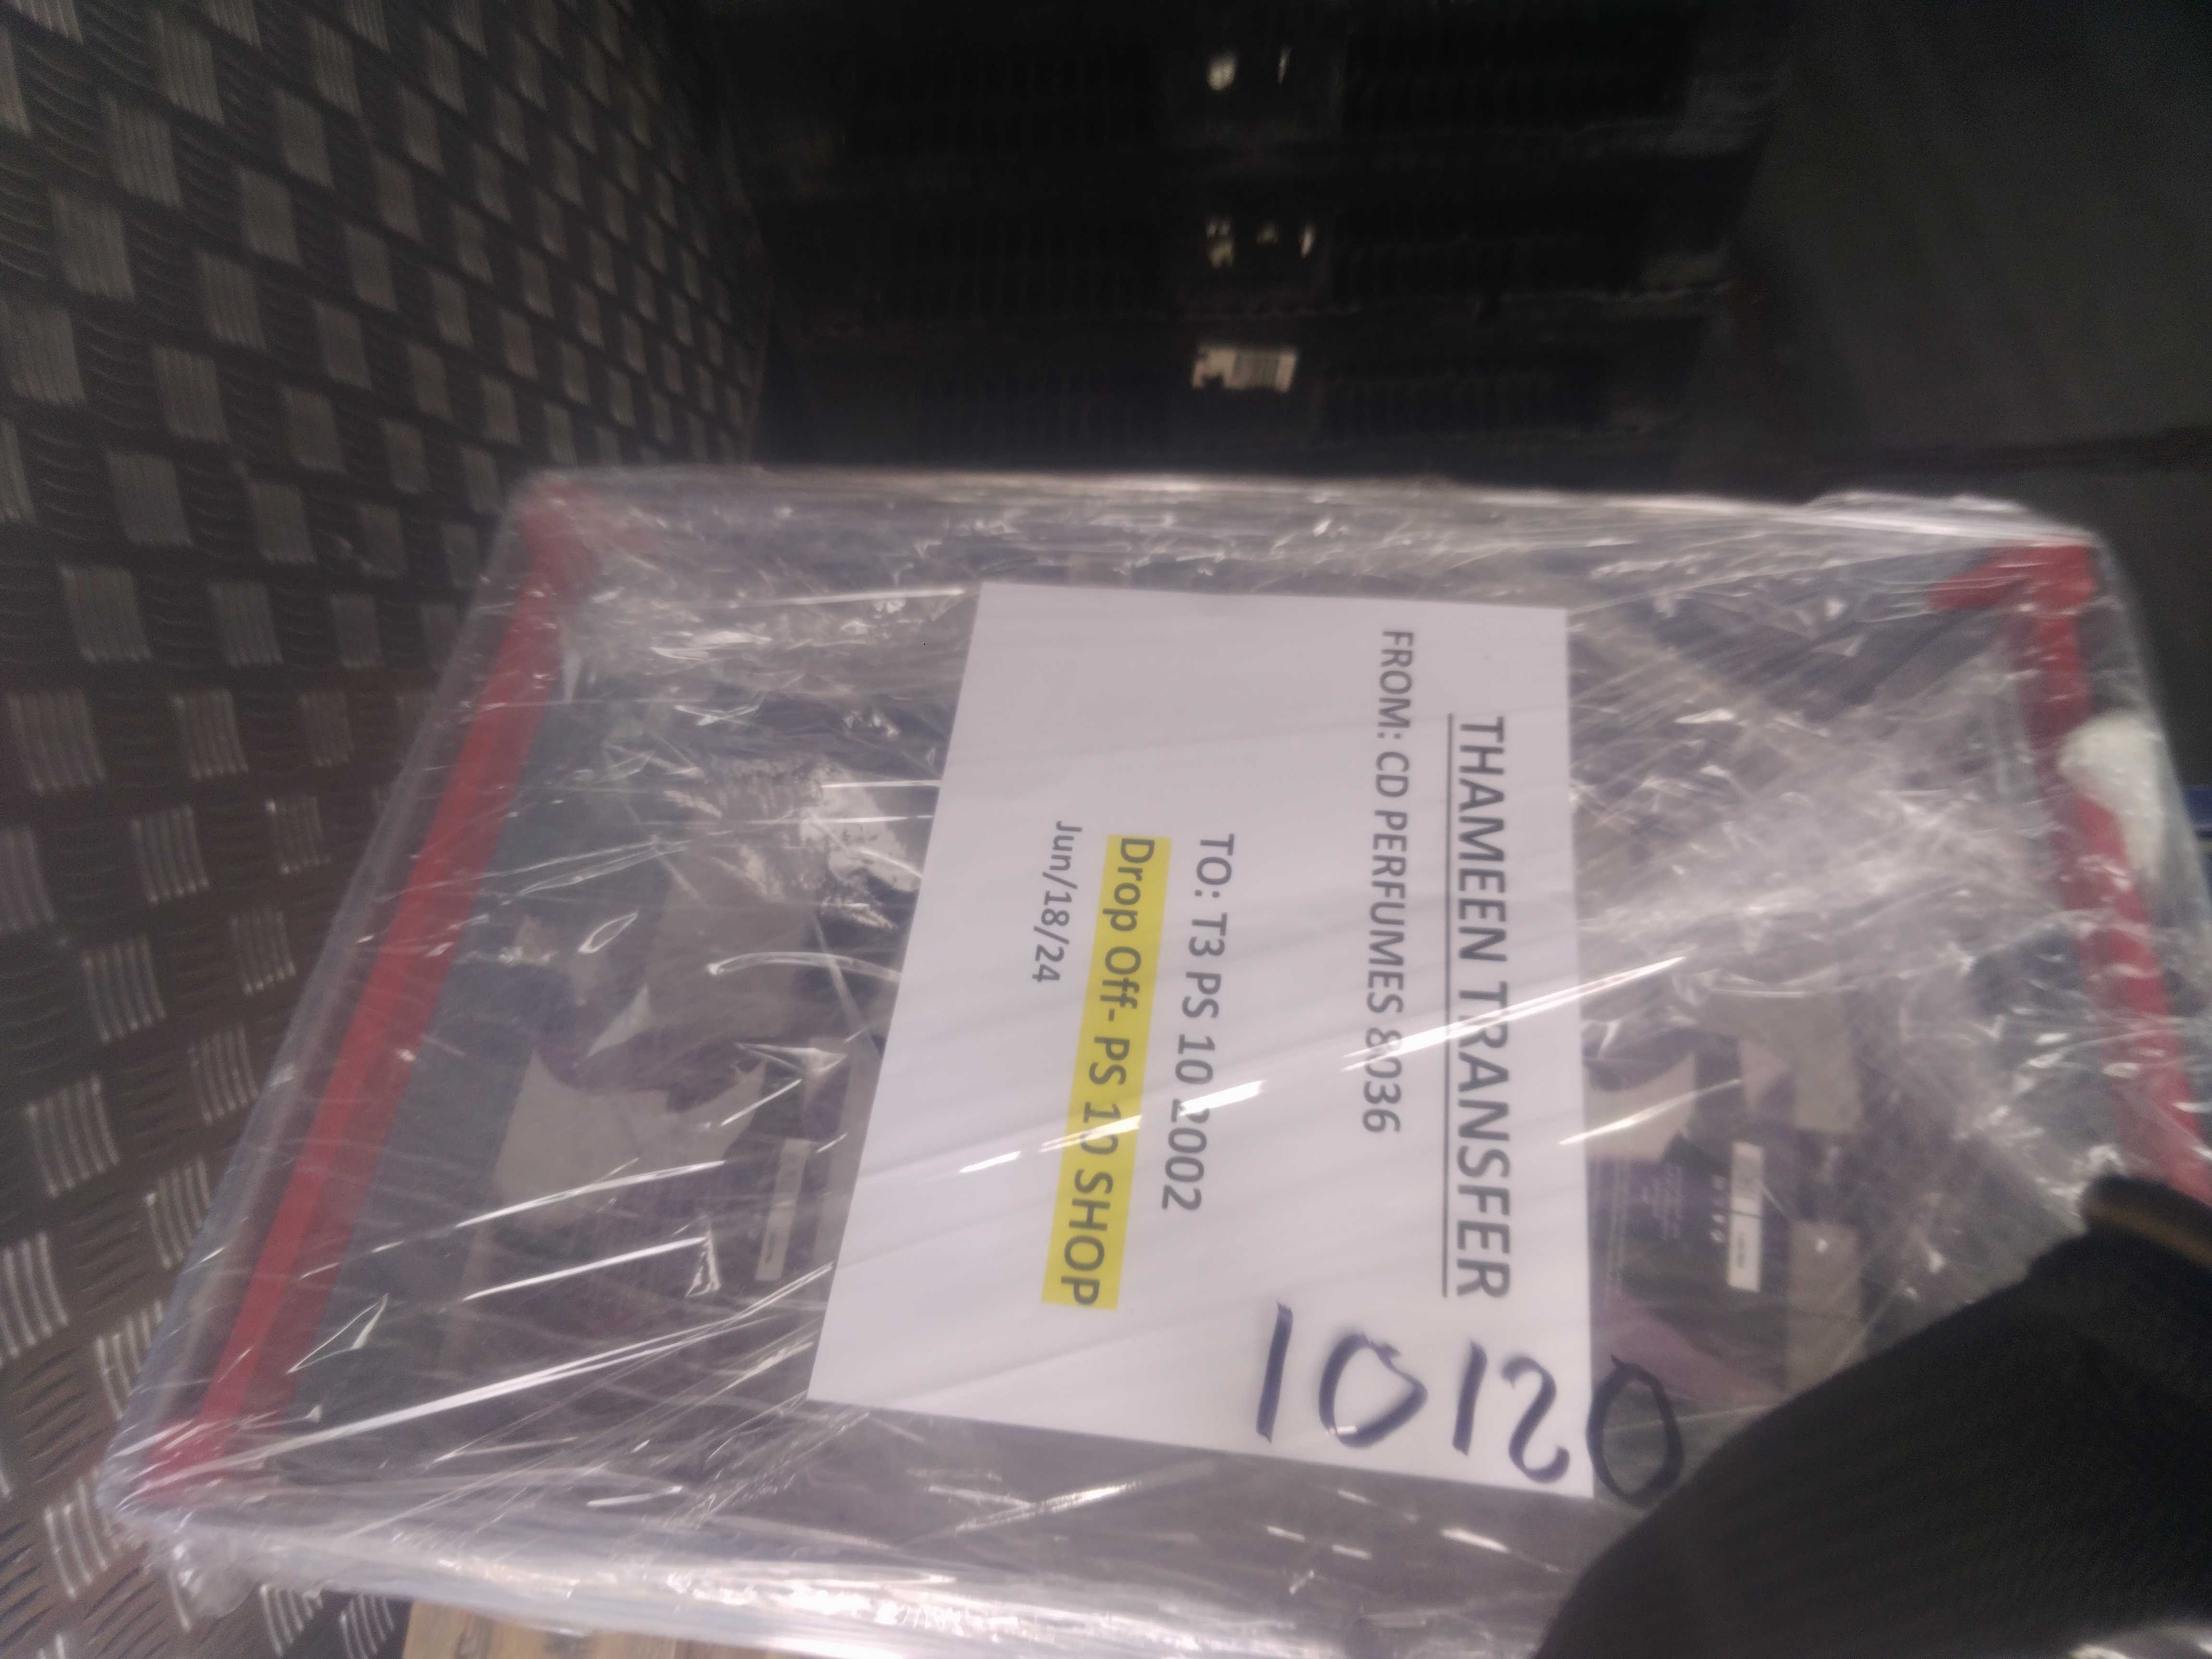 THAMEEN TRANSFER
FROM: CD PERFUMES 8036
TO: T3 PS 10 2002
Drop Off- PS 10 SHOP
Jun/18/24
10120